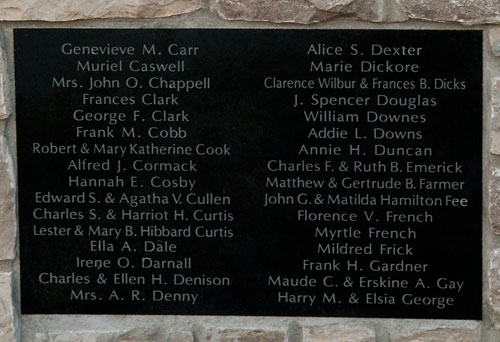 Genevieve M. Carr
Muriel Caswell
Mrs. John O. Chappell
Frances Clark
George F. Clark
Frank M. Cobb
Robert & Mary Katherine Cook
Alfred J. Cormack
Hannah E. Cosby
Edward S. & Agatha V. Cullen
Charles S. & Harriot H. Curtis
Lester & Mary B. Hibbard Curtis
Ella A. Dale
Irene O. Darnall
Charles & Ellen H. Denison
Mrs. A. R. Denny
Alice S. Dexter
Marie Dickore
Clarence Wilbur & Frances B. Dicks
J. Spencer Douglas
William Downes
Addie L. Downs
Annie H. Duncan
Charles F. & Ruth B. Emerick
Matthew & Gertrude B. Farmer
John G. & Matilda Hamilton Fee
Florence V. French
Myrtle French
Mildred Frick
Frank H. Gardner
Maude C. & Erskine A. Gay
Harry M. & Elsia George